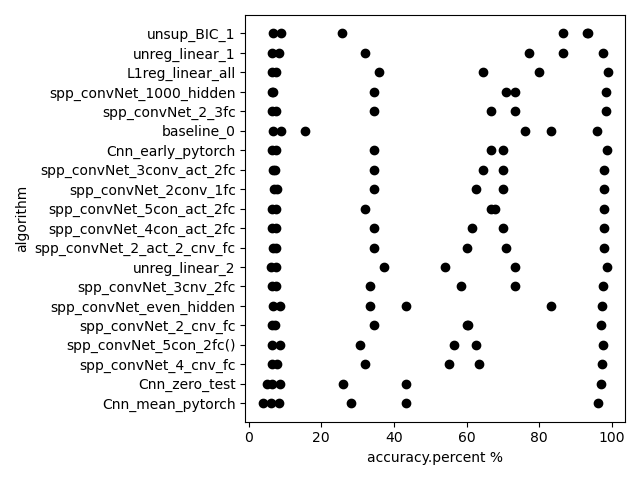 unsup_BIC_1
unreg_linear_1
L1reg_linear_all
spp_convNet_1000_hidden
spp_convNet_2_3fc
baseline_0
Cnn_early_pytorch
spp_convNet_3conv_act_2fc
spp_convNet_2conv_1fc
spp_convNet_5con_act_2fc
spp_convNet_4con_act_2fc
spp_convNet_2_act_2_cnv_fc
unreg_linear_2
spp_convNet_3cnv_2fc
spp_convNet_even_hidden
spp_convNet_2_cnv_fc
spp_convNet_5con_2fc()
spp_convNet_4_cnv_fc
Cnn_zero_test
Cnn_mean_pytorch
algorithm
0 20 40 60 80 100
accuracy.percent %